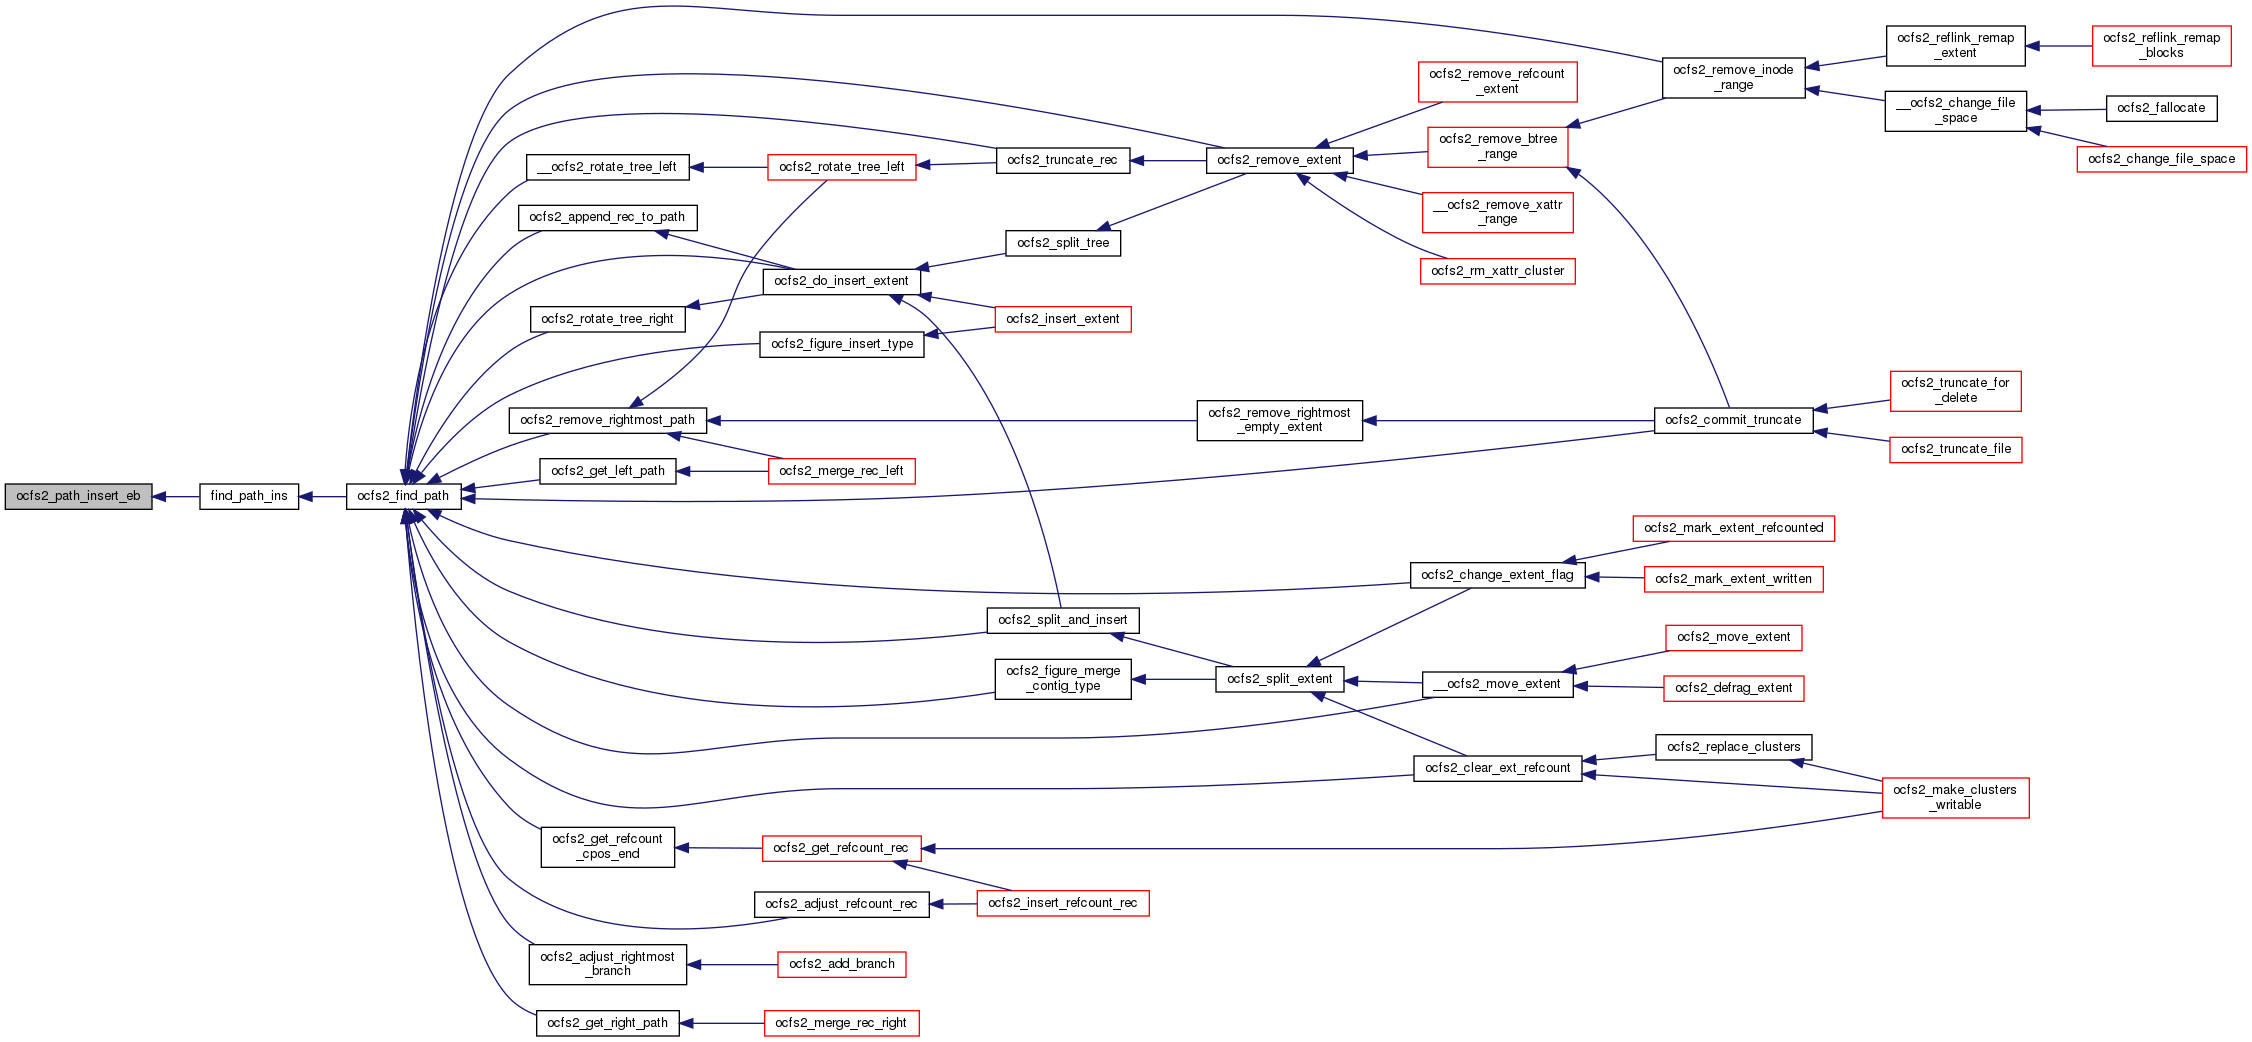 ocfs2_path_insert_eb
find_path_ins
ocfs2_find_path
__ocfs2_rotate_tree_left
ocfs2_append_rec_to_path
ocfs2_rotate_tree_right
ocfs2_remove_rightmost_path
ocfs2_get_left_path
ocfs2_get_refcount
_cpos_end
ocfs2_adjust_rightmost
_branch
ocfs2_get_right_path
ocfs2_rotate_tree_left
ocfs2_do_insert_extent
ocfs2_figure_insert_type
ocfs2_merge_rec_left
ocfs2_get_refcount_rec
ocfs2_adjust_refcount_rec
ocfs2_add_branch
ocfs2_merge_rec_right
ocfs2_truncate_rec
ocfs2_split_tree
ocfs2_insert_extent
ocfs2_split_and_insert
ocfs2_figure_merge
_contig_type
ocfs2_insert_refcount_rec
ocfs2_remove_extent
ocfs2_remove_rightmost
_empty_extent
ocfs2_split_extent
ocfs2_remove_refcount
_extent
ocfs2_remove_btree
_range
__ocfs2_remove_xattr
_range
ocfs2_rm_xattr_cluster
ocfs2_change_extent_flag
__ocfs2_move_extent
ocfs2_clear_ext_refcount
ocfs2_remove_inode
_range
ocfs2_commit_truncate
ocfs2_mark_extent_refcounted
ocfs2_mark_extent_written
ocfs2_move_extent
ocfs2_defrag_extent
ocfs2_replace_clusters
ocfs2_reflink_remap
_extent
__ocfs2_change_file
_space
ocfs2_truncate_for
_delete
ocfs2_truncate_file
ocfs2_make_clusters
_writable
ocfs2_reflink_remap
_blocks
ocfs2_fallocate
ocfs2_change_file_space